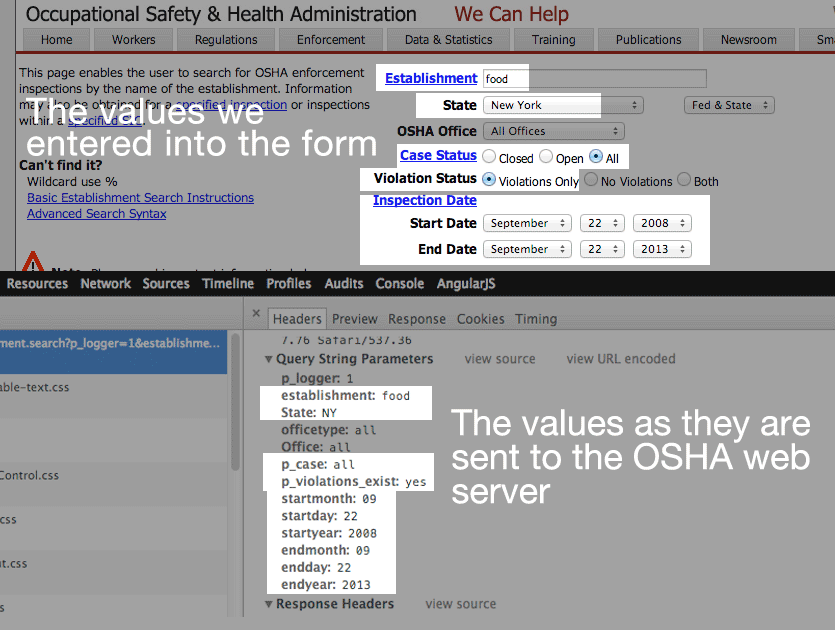 Occupational Safety & Health Administration We Can Help
Home Workers Regulations Enforcement Data & Statistics Training Publications Newsroom Sm
This page enables the user to search for OSHA enforcement
inspections by the name of the establishment. Information
may also be obtained for a specified inspection or inspections
within a specified SIC.
The values we
entered into the form
Can't find it?
Wildcard use %
Basic Establishment Search Instructions
Advanced Search Syntax
Establishment food
State New York Fed & State
OSHA Office All Offices
Case Status Closed Open All
Violation Status Violations Only No Violations Both
Inspection Date
Start Date September 22 2008
End Date September 22 2013
Resources Network Sources Timeline Profiles Audits Console AngularJS
ment.search?p_logger=1&establishme...
able-text.css
Control.css
css
t.css
s
× Headers Preview Response Cookies Timing
7.76 Safari/537.36
Query String Parameters view source view URL encoded
p_logger: 1
establishment: food
State: NY
officetype: all
Office: all
p_case: all
p_violations_exist: yes
startmonth: 09
startday: 22
startyear: 2008
endmonth: 09
endday: 22
endyear: 2013
Response Headers view source
The values as they are
sent to the OSHA web
server